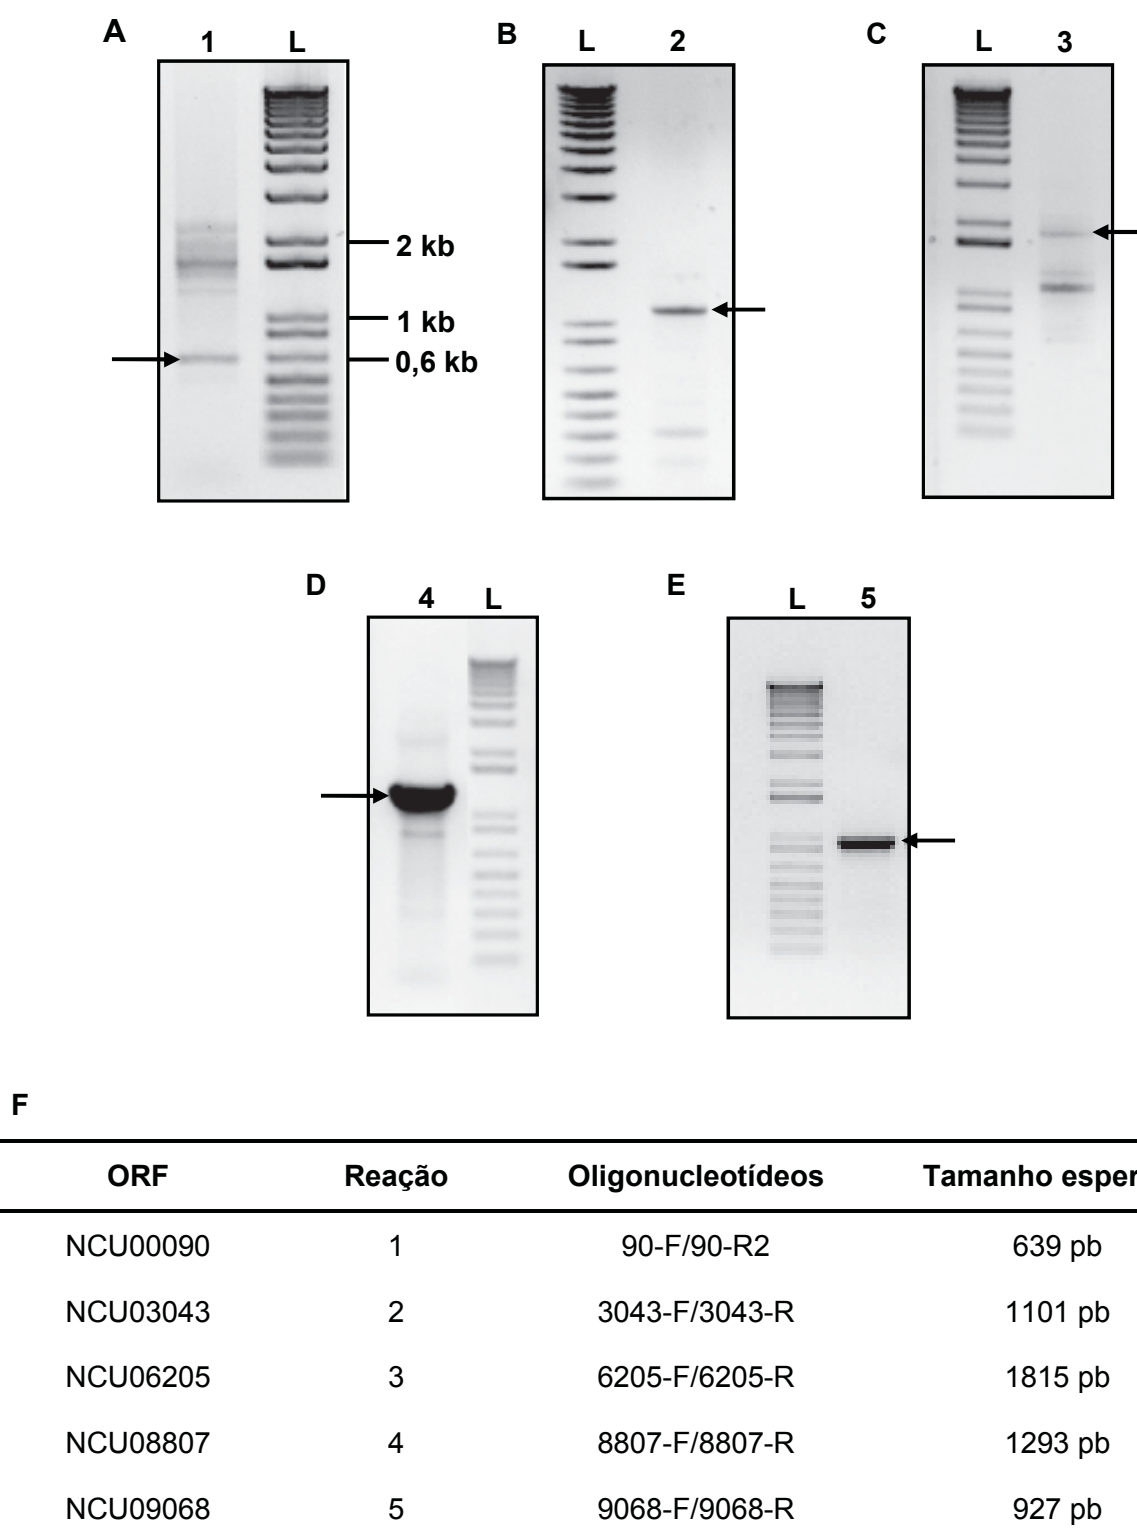 A
1 L
B
L 2
C
L 3
2 kb
1 kb
0,6 kb
D
4 L
E
L 5
F
ORF Reação Oligonucleotídeos Tamanho esper
NCU00090 1 90-F/90-R2 639 pb
NCU03043 2 3043-F/3043-R 1101 pb
NCU06205 3 6205-F/6205-R 1815 pb
NCU08807 4 8807-F/8807-R 1293 pb
NCU09068 5 9068-F/9068-R 927 pb